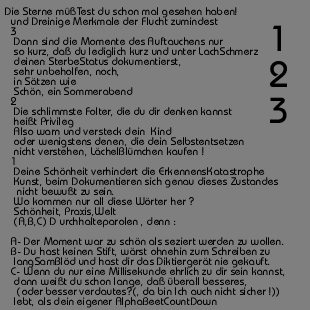 Die Sterne müßTest du schon mal gesehen haben!
und Dreinige Merkmale der Flucht zumindest
3
Dann sind die Momente des Auftauchens nur
so kurz, daß du lediglich kurz und unter LachSchmerz
deinen SterbeStatus dokumentierst,
sehr unbeholfen, noch,
in Sätzen wie
Schön, ein Sommerabend
2
Die schlimmste Folter, die du dir denken kannst
heißt Privileg
Also warn und versteck dein Kind
oder wenigstens denen, die dein Selbstentsetzen
nicht verstehen, Lächelßlümchen kaufen !
1
Deine Schönheit verhindert die ErkennensKatastrophe
Kunst, beim Dokumentieren sich genau dieses Zustandes
nicht bewußt zu sein.
Wo kommen nur all diese Wörter her ?
Schönheit, Praxis,Welt
(A,B,C) D urchhalteparolen , denn :
A- Der Moment war zu schön als seziert werden zu wollen.
B- Du hast keinen Stift, wärst ohnehin zum Schreiben zu
langSamßlöd und hast dir das Diktiergerät nie gekauft.
C- Wenn du nur eine Millisekunde ehrlich zu dir sein kannst,
dann weißt du schon lange, daß überall besseres,
(oder besser verdautes?(, da bin Ich auch nicht sicher !))
lebt, als dein eigener AlphaBeetCountDown
1
2
3